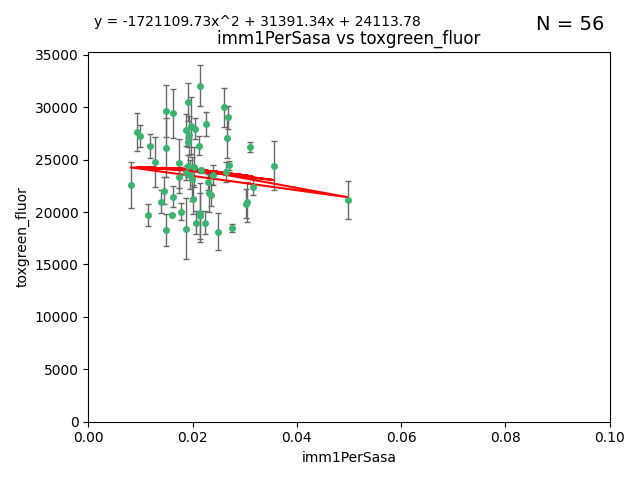 y = -1721109.73x^2 + 31391.34x + 24113.78
N = 56
imm1PerSasa vs toxgreen_fluor
35000
30000
25000
20000
15000
10000
5000
0
toxgreen_fluor
0.00 0.02 0.04 0.06 0.08 0.10
imm1PerSasa